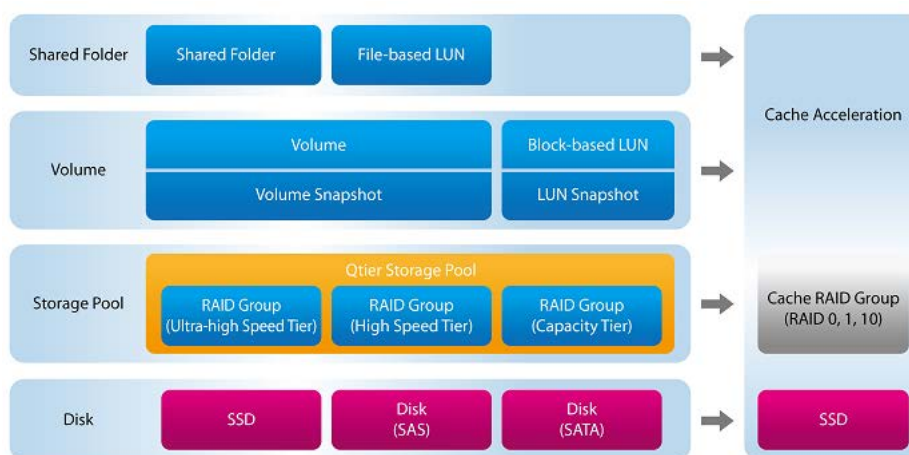 Shared Folder
Shared Folder
File-based LUN
Cache Acceleration
Volume
Volume
Block-based LUN
Volume Snapshot
LUN Snapshot
Storage Pool
Qtier Storage Pool
RAID Group
(Ultra-high Speed Tier)
RAID Group
(High Speed Tier)
RAID Group
(Capacity Tier)
Cache RAID Group
(RAID 0, 1, 10)
Disk
SSD
Disk
(SAS)
Disk
(SATA)
SSD